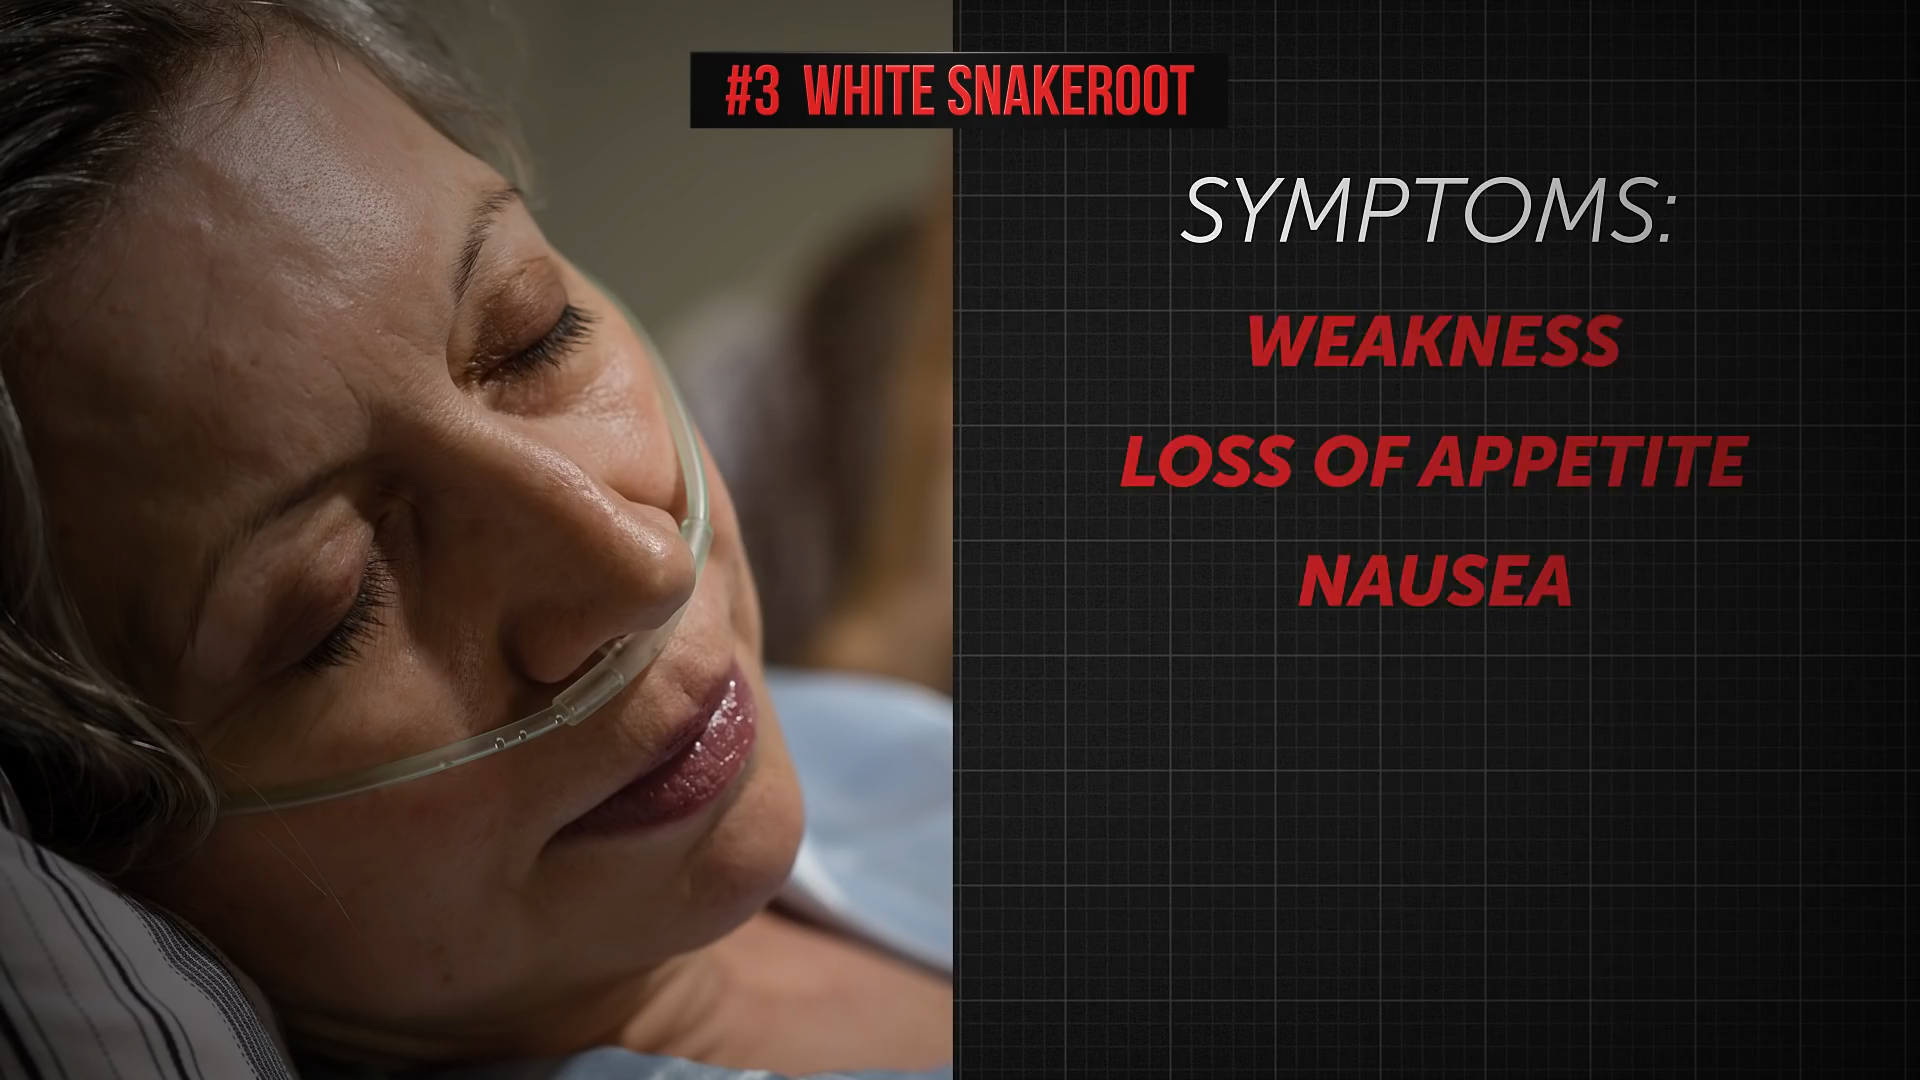 #3 WHITE SNAKEROOT
SYMPTOMS:
WEAKNESS
LOSS OF APPETITE
NAUSEA